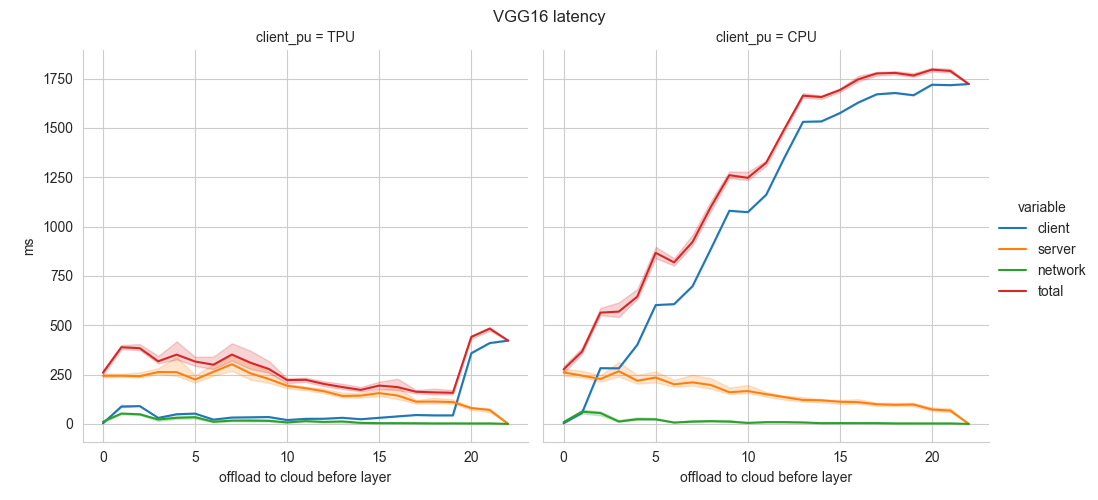 VGG16 latency
client_pu = TPU
client_pu = CPU
ms
1750
1500
1250
1000
750
500
250
0
0 5 10 15 20
0 5 10 15 20
offload to cloud before layer
offload to cloud before layer
variable
client
server
network
total